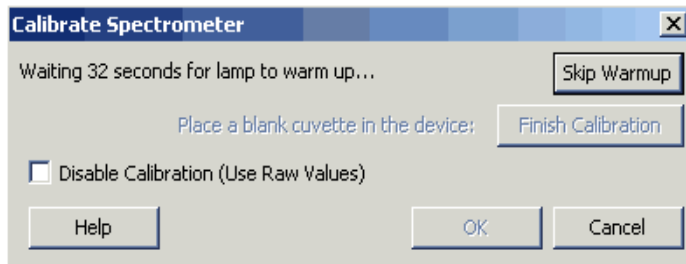 Calibrate Spectrometer
Waiting 32 seconds for lamp to warm up...
Skip Warmup
Place a blank cuvette in the device:
Finish Calibration
Disable Calibration (Use Raw Values)
Help
OK
Cancel